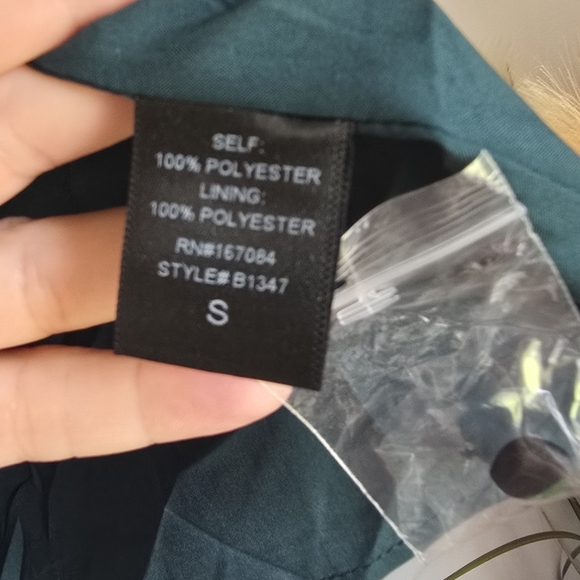 SELF:
100% POLYESTER
LINING:
100% POLYESTER
RN#167084
STYLE# B1347
S